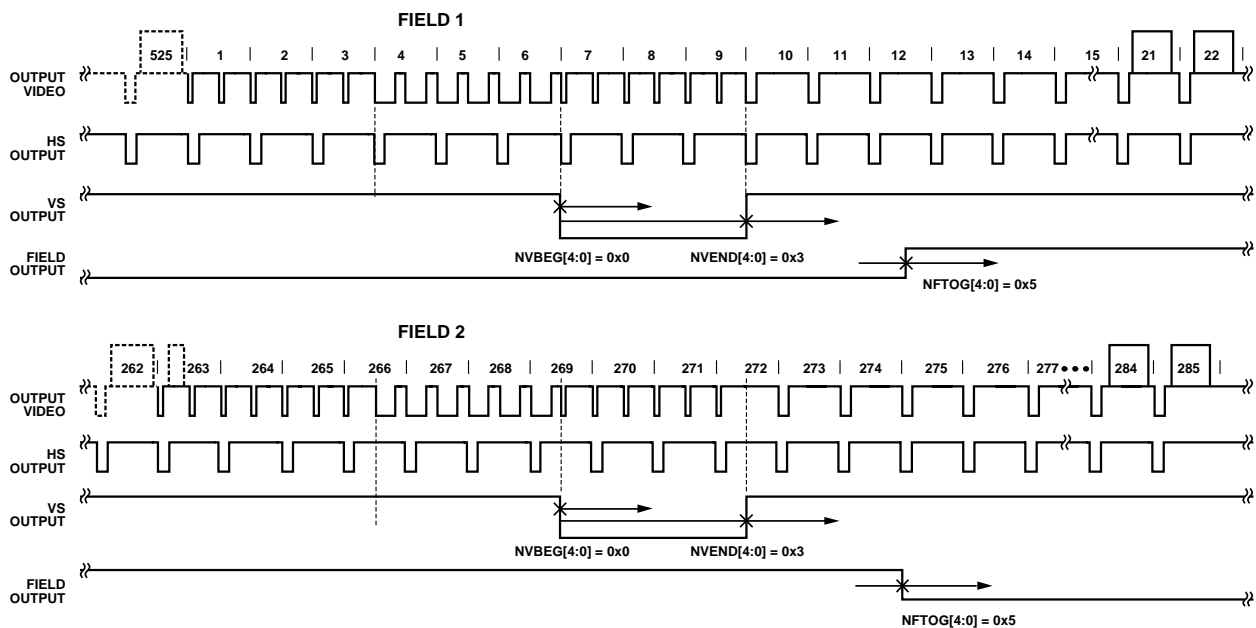 FIELD 1
525 1 2 3 4 5 6 7 8 9 10 11 12 13 14 15 21 22
OUTPUT
VIDEO
HS
OUTPUT
VS
OUTPUT
NVBEG[4:0] = 0x0 NVEND[4:0] = 0x3
FIELD
OUTPUT
NFTOG[4:0] = 0x5
FIELD 2
262 263 264 265 266 267 268 269 270 271 272 273 274 275 276 277 ••• 284 285
OUTPUT
VIDEO
HS
OUTPUT
VS
OUTPUT
NVBEG[4:0] = 0x0 NVEND[4:0] = 0x3
FIELD
OUTPUT
NFTOG[4:0] = 0x5